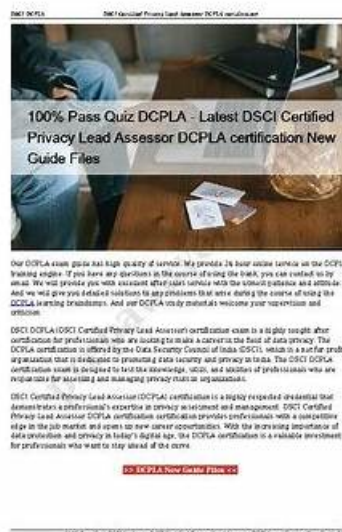 DSCI DCPLA
DSCI Certified Privacy Lead Assessor DCPLA certification
100% Pass Quiz DCPLA - Latest DSCI Certified
Privacy Lead Assessor DCPLA certification New
Guide Files
Our DCPLA exam guide has high quality of service. We provide 24 hour online service on the DCPLA
training engine. If you have any questions in the course of using the bank, you can contact us by
email. We will provide you with excellent after-sales service with the utmost patience and attitude.
And we will give you detailed solutions to any problems that arise during the course of using the
DCPLA learning braindumps. And our DCPLA study materials welcome your supervision and
criticism.
DSCI DCPLA (DSCI Certified Privacy Lead Assessor) certification exam is a highly sought after
certification for professionals who are looking to make a career in the field of data privacy. The
DCPLA certification is offered by the Data Security Council of India (DSCI), which is a not for profit
organization that is dedicated to promoting data security and privacy in India. The DSCI DCPLA
certification exam is designed to test the knowledge, skills, and abilities of professionals who are
responsible for assessing and managing privacy risks in organizations.
DSCI Certified Privacy Lead Assessor (DCPLA) certification is a highly respected credential that
demonstrates a professional's expertise in privacy assessment and management. DSCI Certified
Privacy Lead Assessor DCPLA certification provides professionals with a competitive
edge in the job market and opens up new career opportunities. With the increasing importance of
data protection and privacy in today's digital age, the DCPLA certification is a valuable investment
for professionals who want to stay ahead of the curve.
>> DCPLA New Guide Files <<